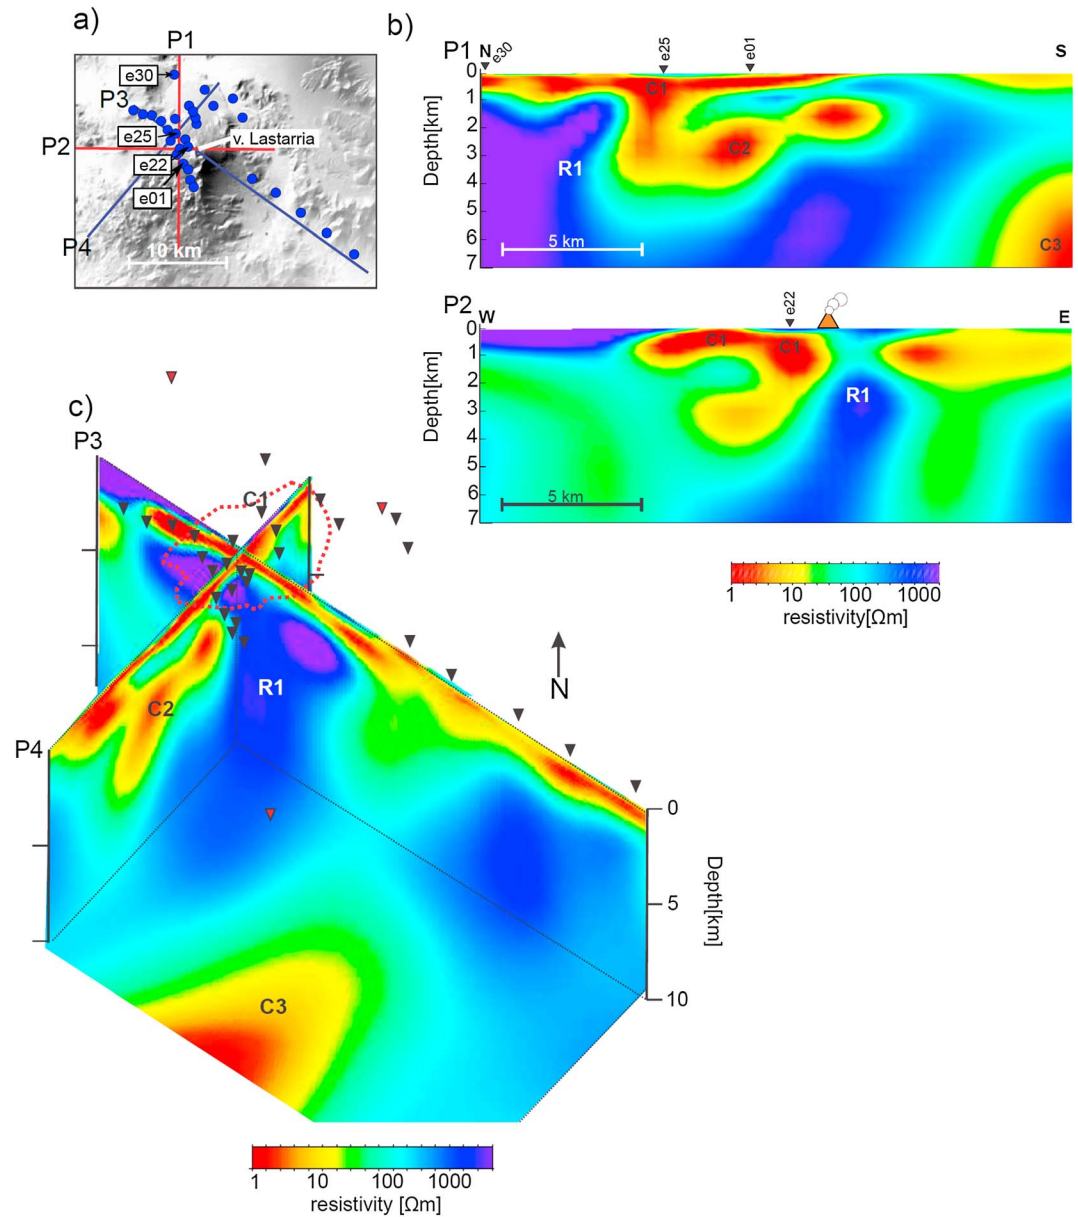 a)
P1
e30
P3
e25
P2
v. Lastarria
e22
e01
P4
10 km
b)
P1 N e30 e25 e01 S
0
1
2
3
4
5
6
7
Depth[km]
C1
C2
R1
C3
5 km
P2
W e22 E
0
1
2
3
4
5
6
7
Depth[km]
C1 C1
R1
5 km
1 10 100 1000
resistivity[Ωm]
c)
P3
C1
N
R1
C2
P4
0
5
10
Depth[km]
C3
1 10 100 1000
resistivity [Ωm]